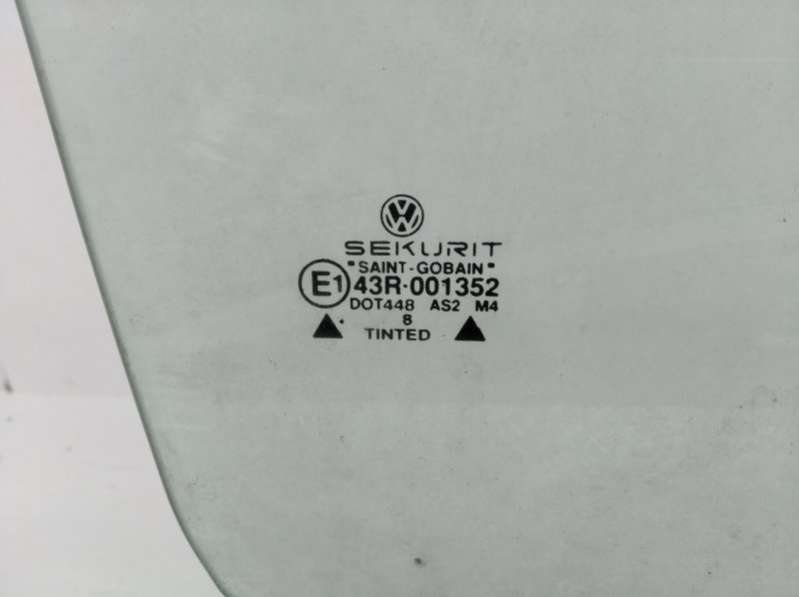 SEKURIT
"SAINT-GOBAIN"
E1 43R-001352
DOT448 AS2 M4
8
TINTED